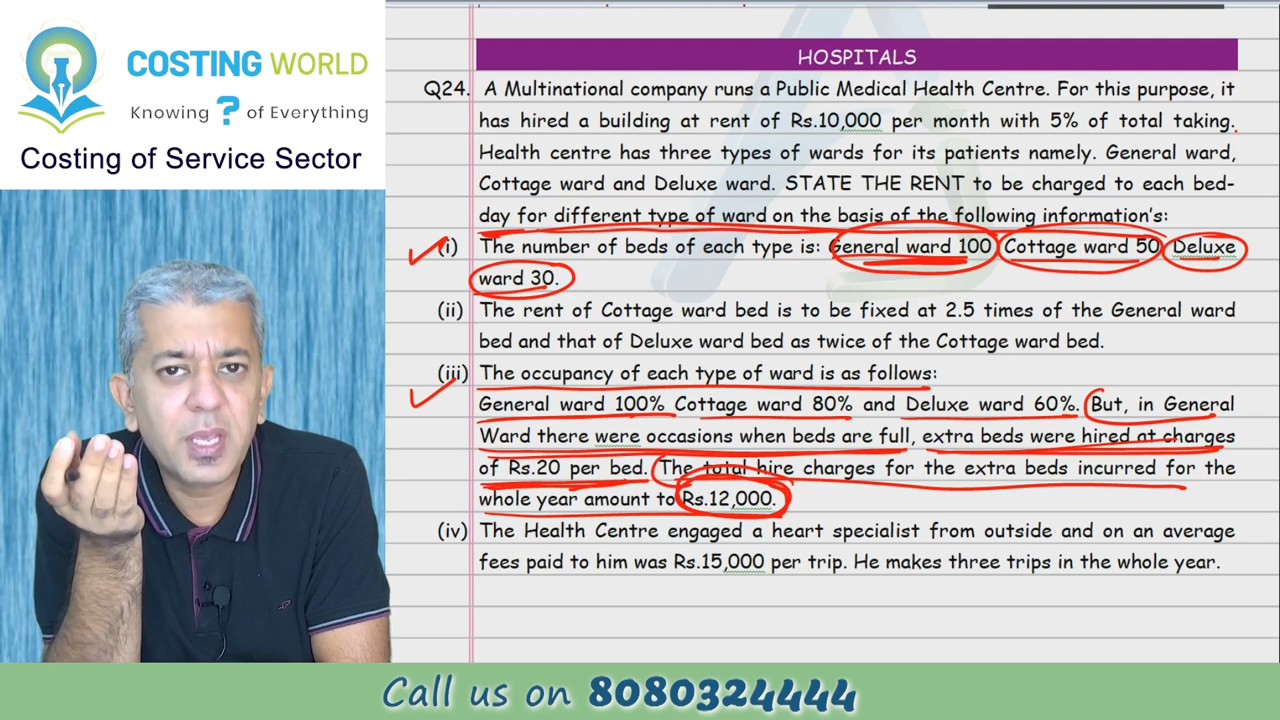 COSTING WORLD
Knowing ? of Everything
Costing of Service Sector
HOSPITALS
Q24. A Multinational company runs a Public Medical Health Centre. For this purpose, it
has hired a building at rent of Rs.10,000 per month with 5% of total taking.
Health centre has three types of wards for its patients namely. General ward,
Cottage ward and Deluxe ward. STATE THE RENT to be charged to each bed-
day for different type of ward on the basis of the following information's:
(i) The number of beds of each type is: General ward 100 Cottage ward 50 Deluxe
ward 30.
(ii) The rent of Cottage ward bed is to be fixed at 2.5 times of the General ward
bed and that of Deluxe ward bed as twice of the Cottage ward bed.
(iii) The occupancy of each type of ward is as follows:
General ward 100% Cottage ward 80% and Deluxe ward 60%. But, in General
Ward there were occasions when beds are full, extra beds were hired at charges
of Rs.20 per bed. The total hire charges for the extra beds incurred for the
whole year amount to Rs.12,000.
(iv) The Health Centre engaged a heart specialist from outside and on an average
fees paid to him was Rs.15,000 per trip. He makes three trips in the whole year.
Call us on 8080324444